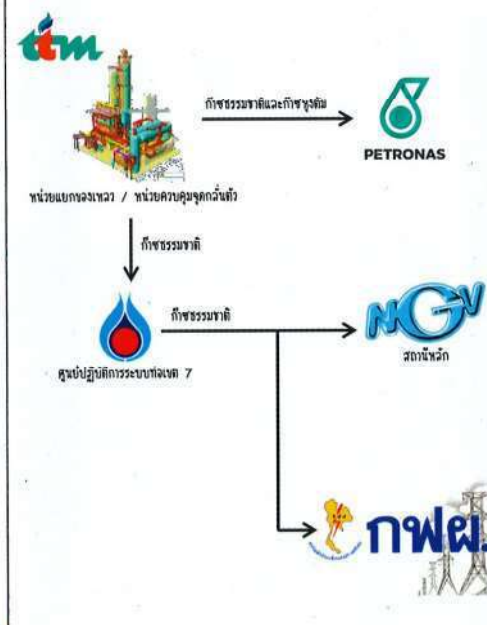 ttm
ก๊าซธรรมชาติและก๊าซหุงต้ม
PETRONAS
หน่วยแยกของเหลว / หน่วยควบคุมจุดกลั่นตัว
ก๊าซธรรมชาติ
ก๊าซธรรมชาติ
NGV
สถานีหลัก
ศูนย์ปฏิบัติการระบบท่อเขต 7
กฟผ.